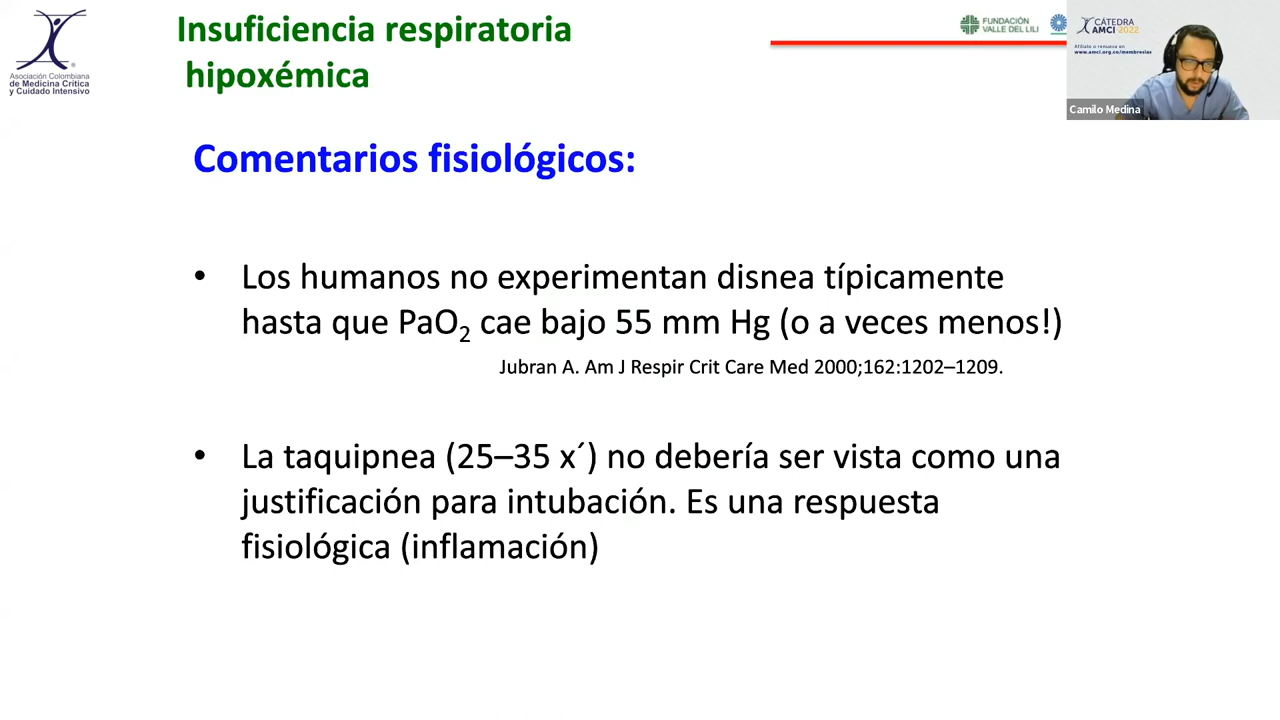 Insuficiencia respiratoria
hipoxémica
Asociación Colombiana
de Medicina Crítica
y Cuidado Intensivo
FUNDACIÓN
VALLE DEL LILI
CÁTEDRA
AMCI 2022
Afíliate o renueva en
www.amci.org.co/membresias
Camilo Medina
Comentarios fisiológicos:
• Los humanos no experimentan disnea típicamente
hasta que PaO₂ cae bajo 55 mm Hg (o a veces menos!)
Jubran A. Am J Respir Crit Care Med 2000;162:1202–1209.
• La taquipnea (25–35 x´) no debería ser vista como una
justificación para intubación. Es una respuesta
fisiológica (inflamación)